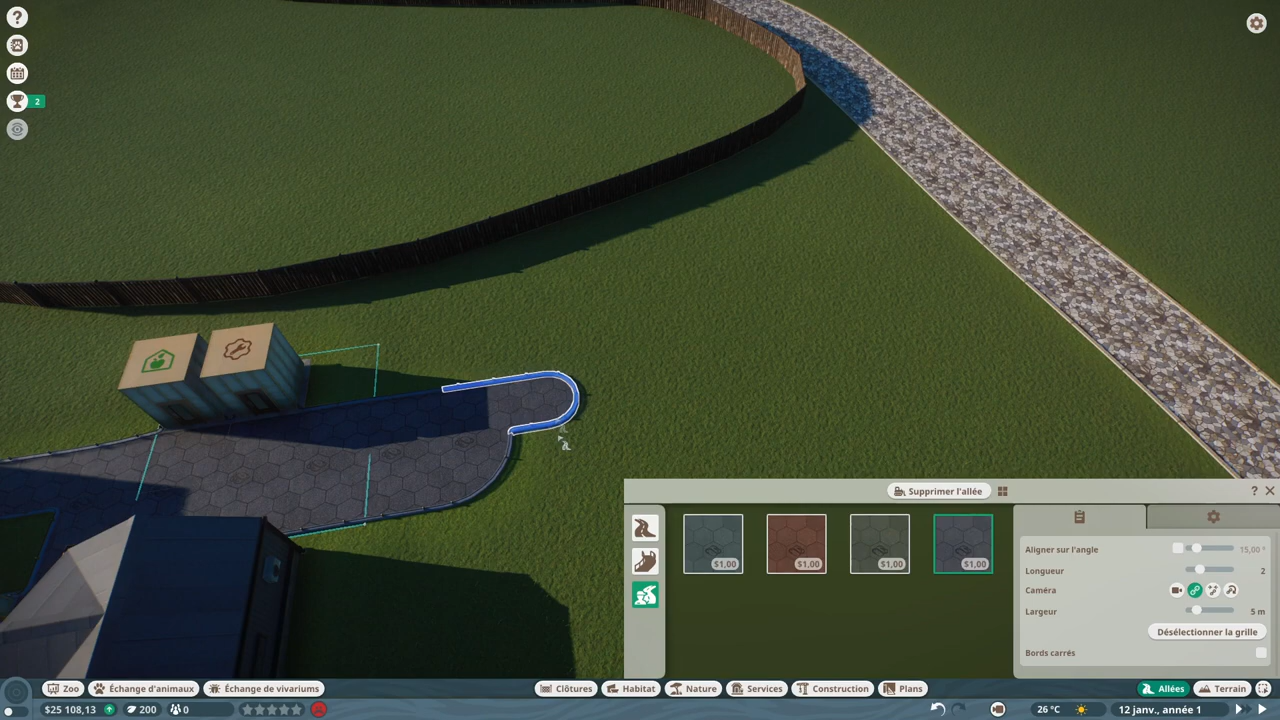 ?
2
Supprimer l'allée
?
$1,00
$1,00
$1,00
$1,00
Aligner sur l'angle 15,00 °
Longueur 2
Caméra
Largeur 5 m
Désélectionner la grille
Bords carrés
Zoo
Échange d'animaux
Échange de vivariums
Clôtures
Habitat
Nature
Services
Construction
Plans
Allées
Terrain
$25 108,13
200
0
26 °C
12 janv., année 1